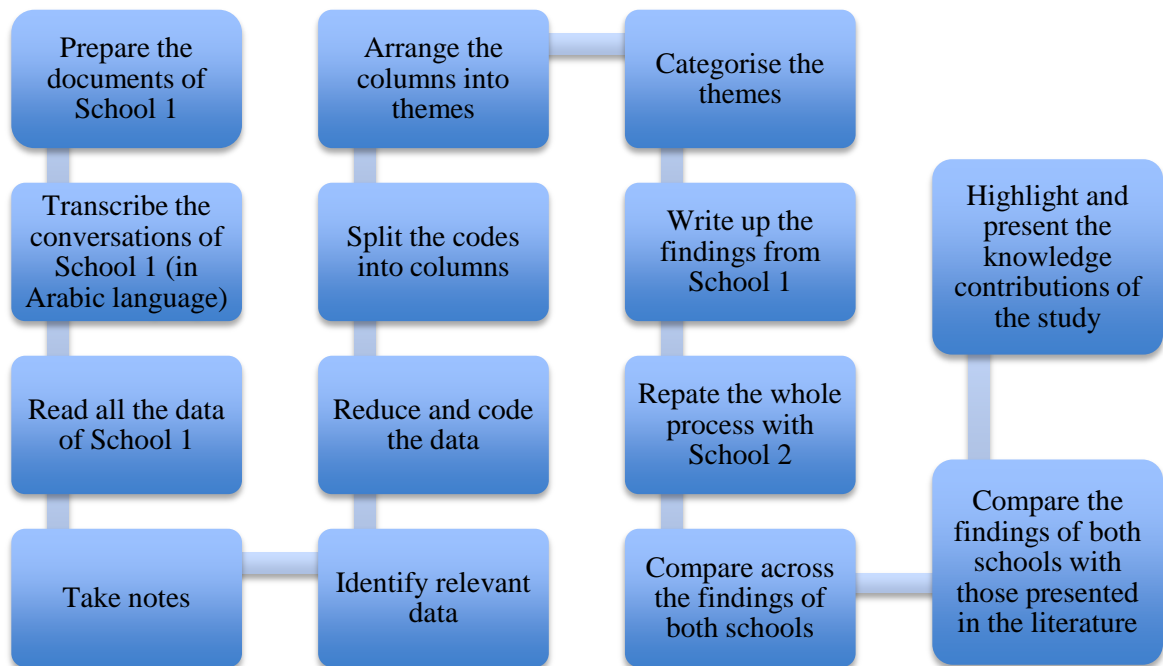 Prepare the
documents of
School 1
Transcribe the
conversations of
School 1 (in
Arabic language)
Read all the data
of School 1
Take notes
Identify relevant
data
Reduce and code
the data
Split the codes
into columns
Arrange the
columns into
themes
Categorise the
themes
Write up the
findings from
School 1
Repate the whole
process with
School 2
Compare across
the findings of
both schools
Compare the
findings of both
schools with
those presented
in the literature
Highlight and
present the
knowledge
contributions of
the study